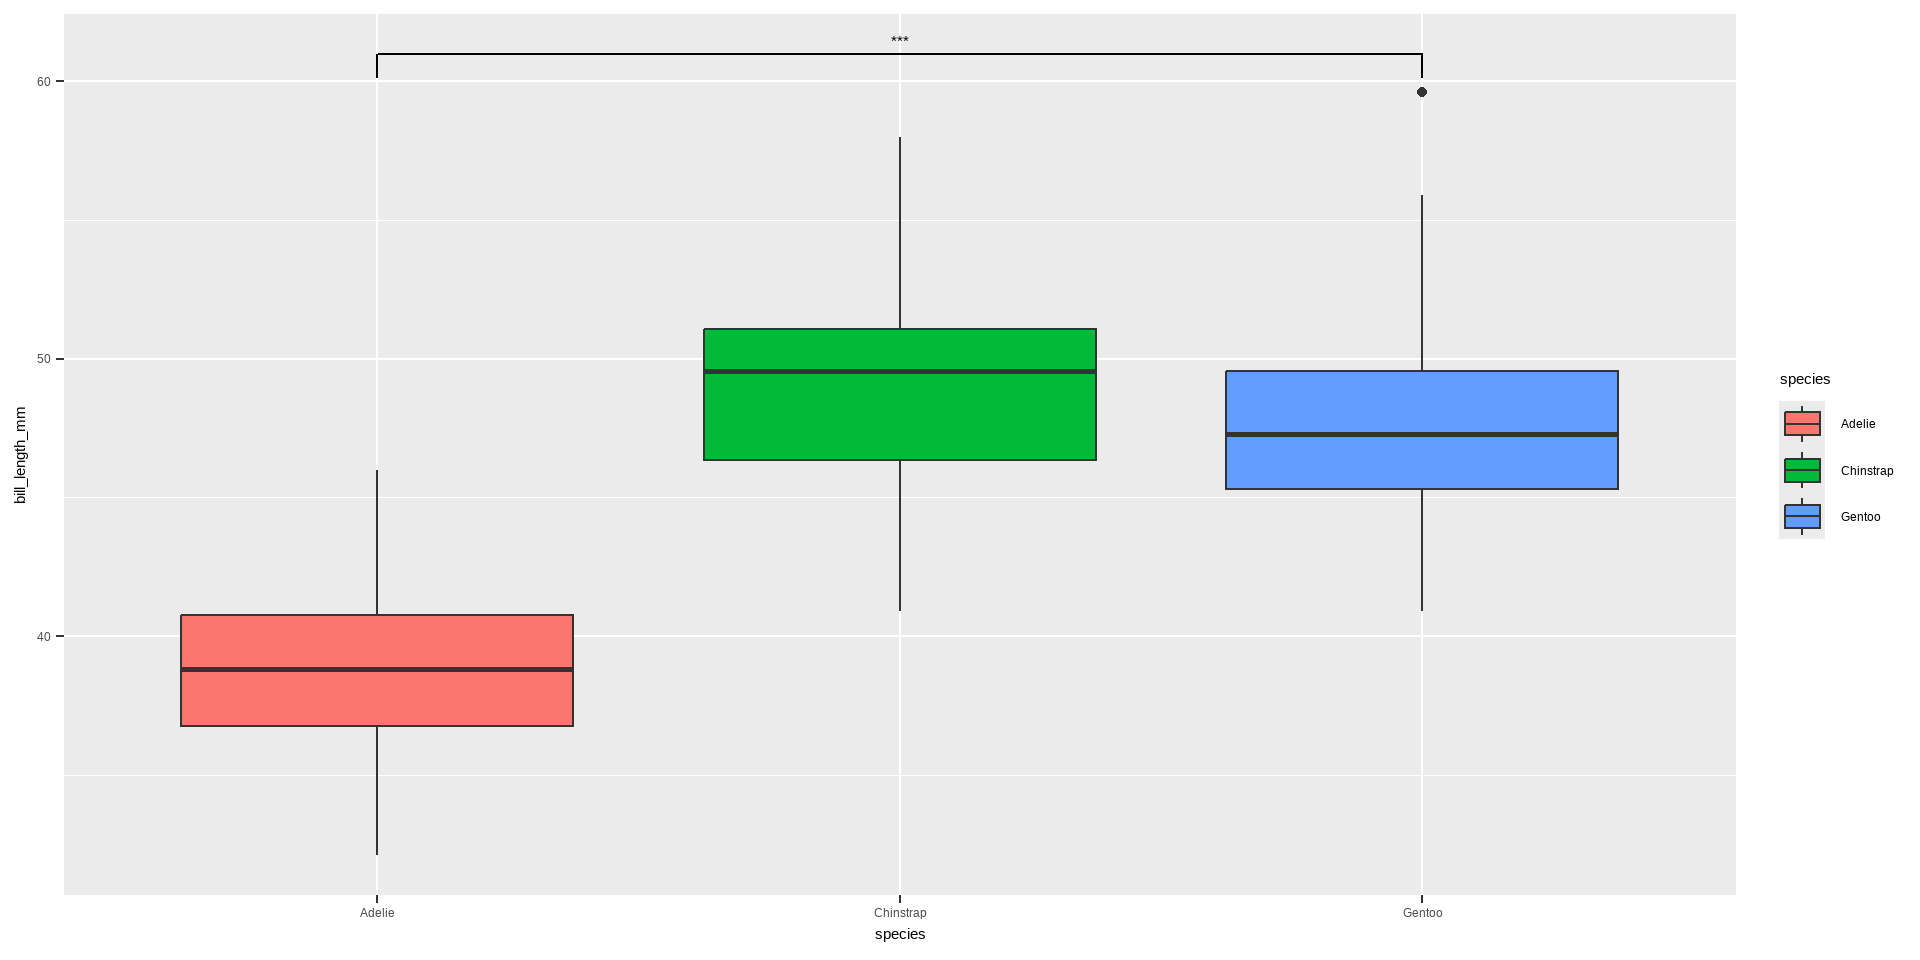 ***
60
50
40
bill_length_mm
Adelie
Chinstrap
Gentoo
species
species
Adelie
Chinstrap
Gentoo